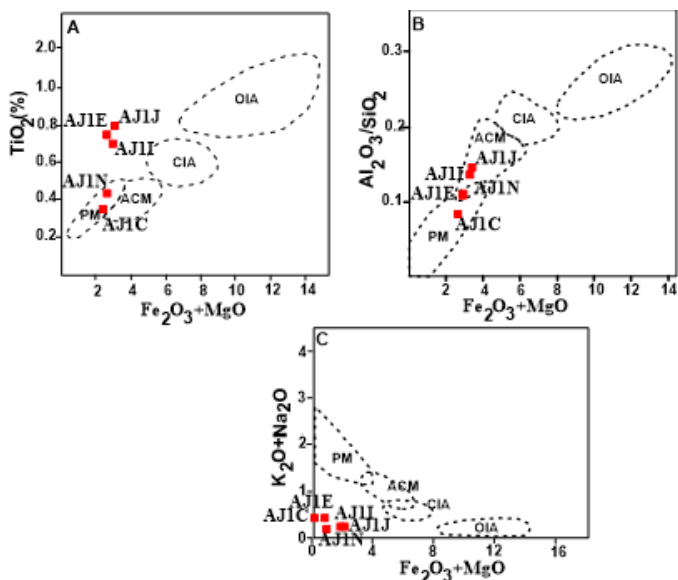 A
TiO2(%)
2.0
1.0
0.8
0.6
0.4
0.2
OIA
AJ1E
AJ1J
AJ1I
CIA
AJ1N
ACM
PM
AJ1C
2 4 6 8 10 12 14
Fe2O3+MgO
B
Al2O3/SiO2
0.3
0.2
0.1
OIA
CIA
ACM
AJ1J
AJ1I
AJ1E
AJ1N
AJ1C
PM
2 4 6 8 10 12 14
Fe2O3+MgO
C
K2O+Na2O
4
2
1
0
PM
ACM
CIA
AJ1E
AJ1C
AJ1I
AJ1J
AJ1N
OIA
0 4 8 12 16
Fe2O3+MgO